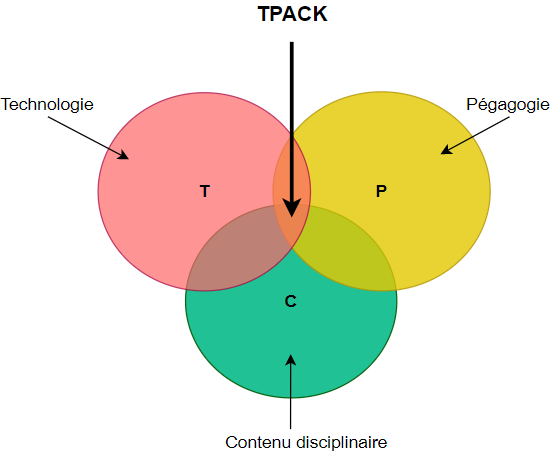 TPACK
Technologie
Pégagogie
T
P
C
Contenu disciplinaire